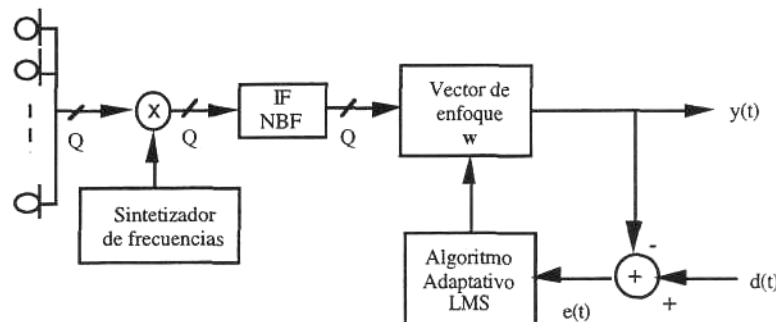 Q
X
Q
IF
NBF
Q
Vector de
enfoque
w
y(t)
Sintetizador
de frecuencias
Algoritmo
Adaptativo
LMS
-
+
+
e(t)
d(t)